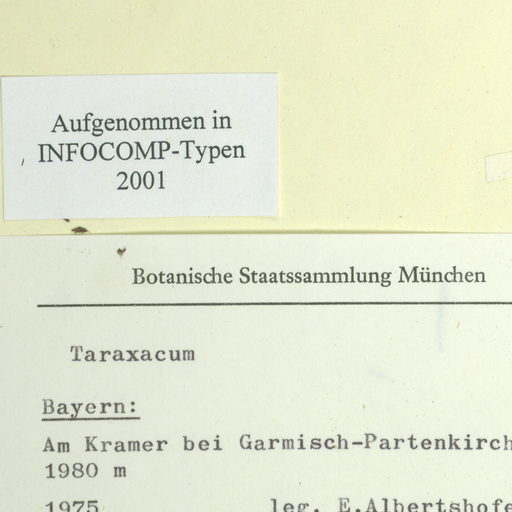 Aufgenommen in
INFOCOMP-Typen
2001
Botanische Staatssammlung München
Taraxacum
Bayern:
Am Kramer bei Garmisch-Partenkirch
1980 m
1975 leg. E.Albertshofe